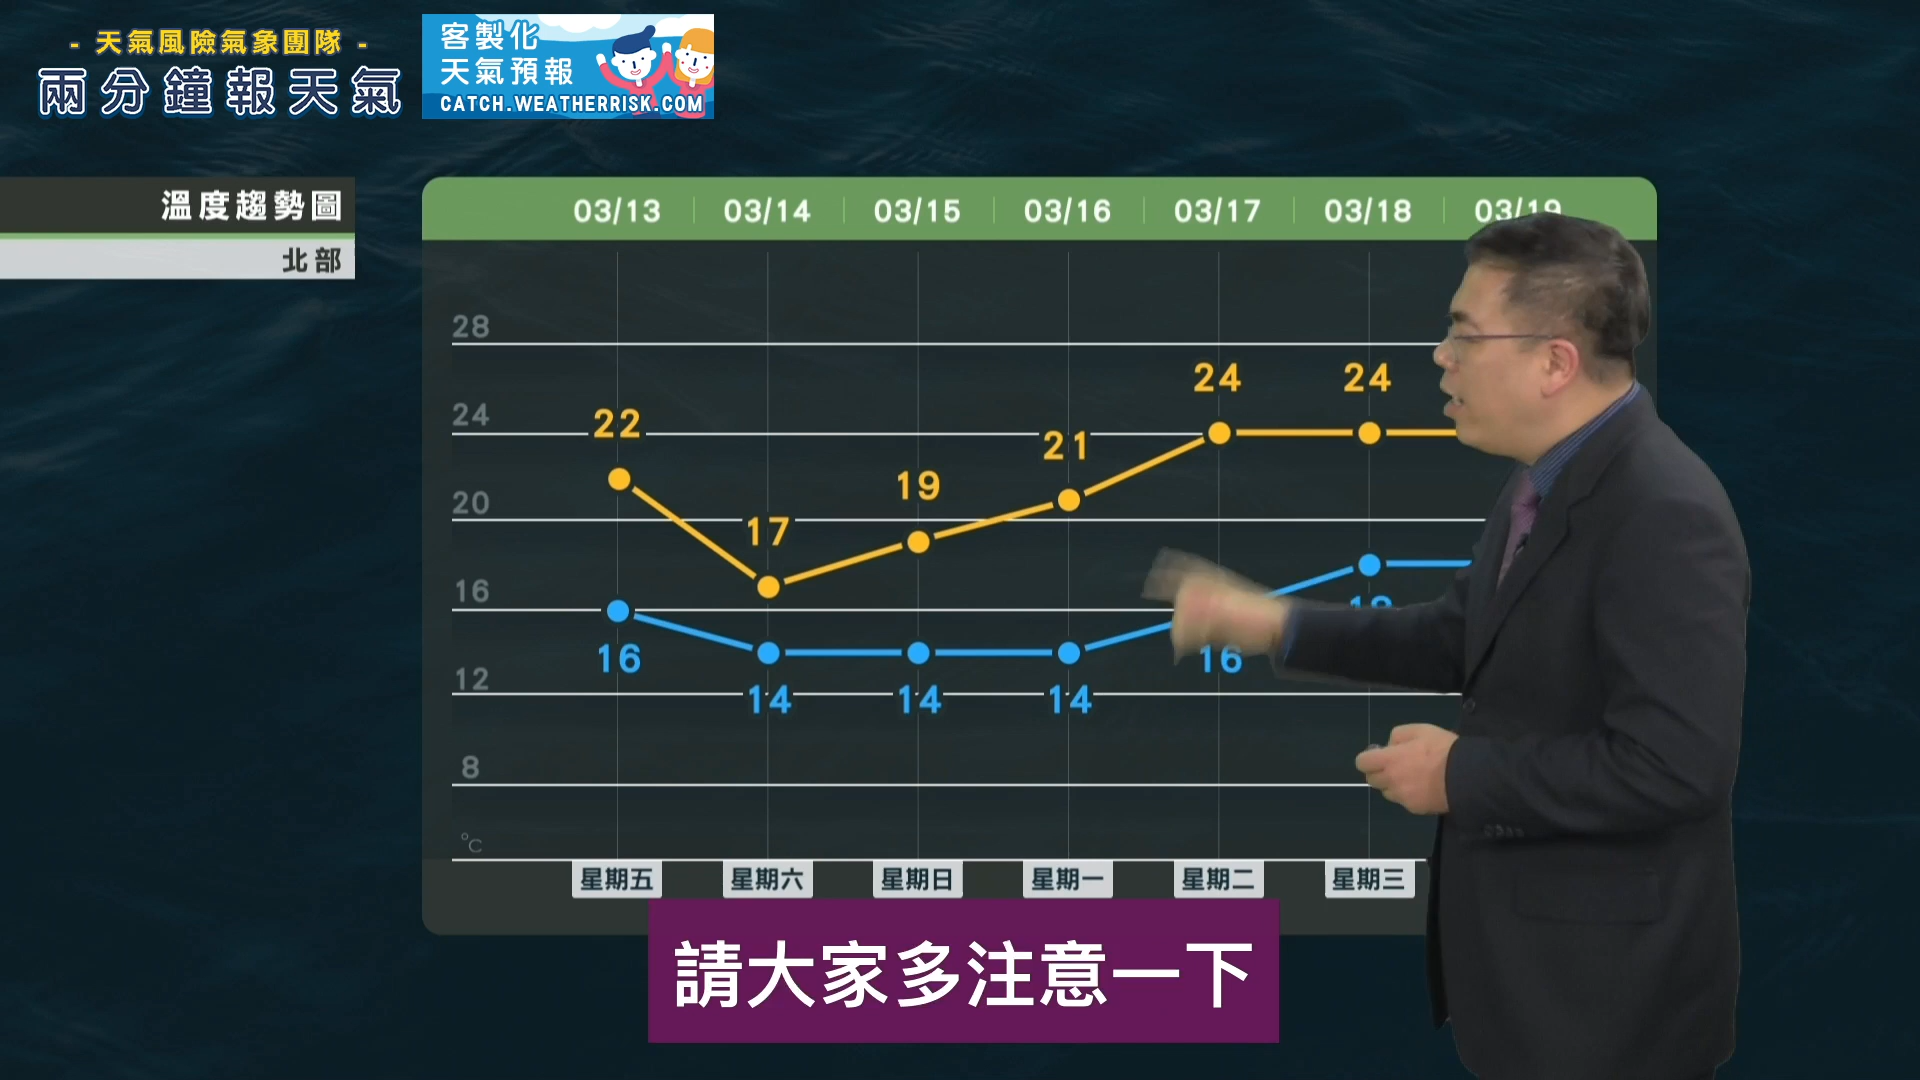 - 天氣風險氣象團隊 -
兩分鐘報天氣
客製化
天氣預報
CATCH.WEATHERRISK.COM
溫度趨勢圖
北部
03/13 03/14 03/15 03/16 03/17 03/18 03/19
28
24
20
16
12
8
°C
22 17 19 21 24 24
16 14 14 14 16 18
星期五 星期六 星期日 星期一 星期二 星期三
請大家多注意一下